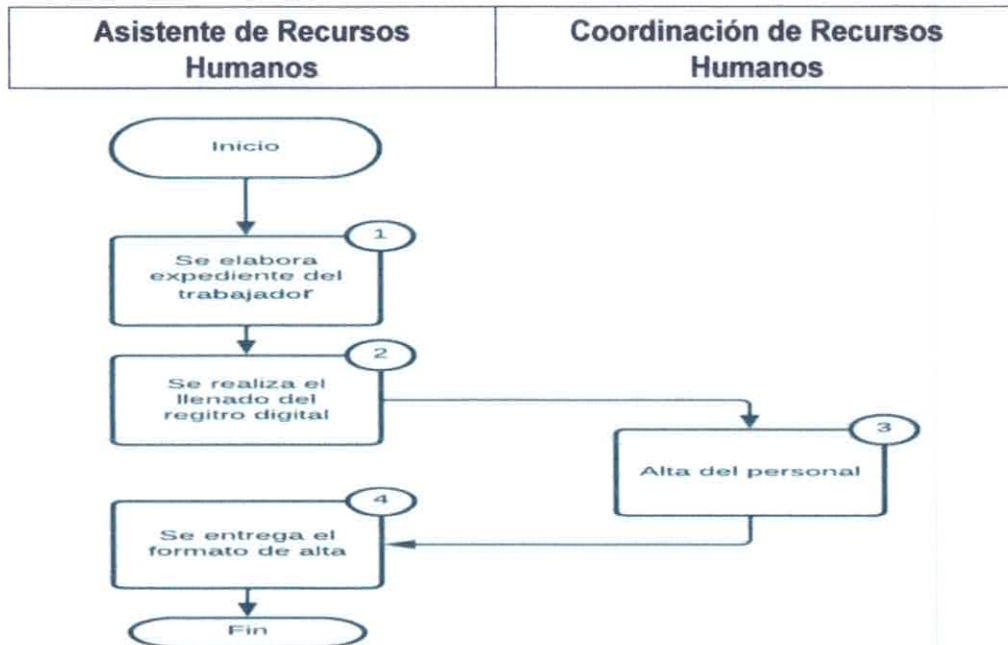 Asistente de Recursos
Humanos
Coordinación de Recursos
Humanos
Inicio
1
Se elabora
expediente del
trabajador
2
Se realiza el
llenado del
regitro digital
3
Alta del personal
4
Se entrega el
formato de alta
Fin